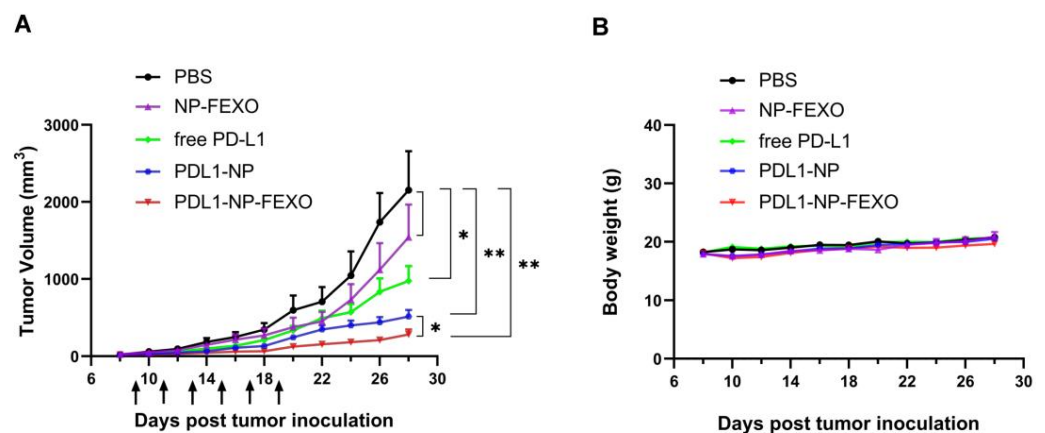 A
PBS
NP-FEXO
free PD-L1
PDL1-NP
PDL1-NP-FEXO
Tumor Volume (mm³)
3000
2000
1000
0
6 10 14 18 22 26 30
Days post tumor inoculation
*
**
**
*
B
PBS
NP-FEXO
free PD-L1
PDL1-NP
PDL1-NP-FEXO
Body weight (g)
40
30
20
10
0
6 10 14 18 22 26 30
Days post tumor inoculation